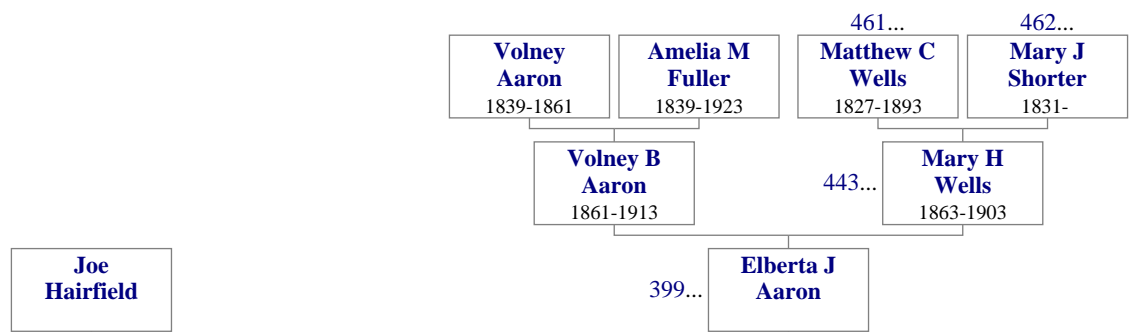 461...
462...
Volney
Aaron
1839-1861
Amelia M
Fuller
1839-1923
Matthew C
Wells
1827-1893
Mary J
Shorter
1831-
Volney B
Aaron
1861-1913
443...
Mary H
Wells
1863-1903
Joe
Hairfield
399...
Elberta J
Aaron